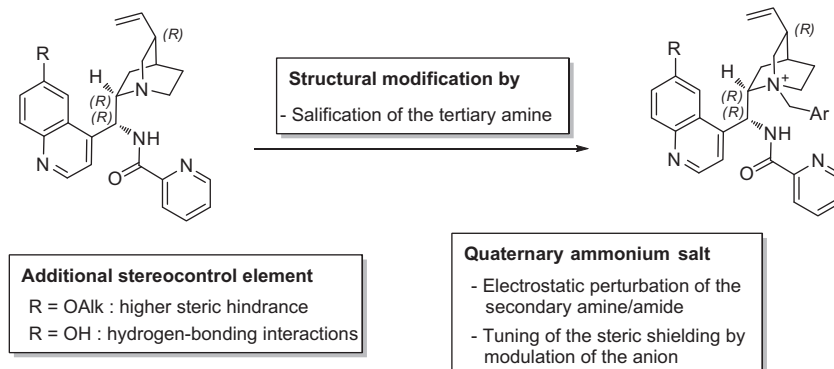 (R)
R
H
N
(R)
(R)
NH
N
O
N
Structural modification by
- Salification of the tertiary amine
(R)
R
H
N+
(R)
(R)
Ar
NH
N
O
N
Additional stereocontrol element
R = OAlk : higher steric hindrance
R = OH : hydrogen-bonding interactions
Quaternary ammonium salt
- Electrostatic perturbation of the
secondary amine/amide
- Tuning of the steric shielding by
modulation of the anion